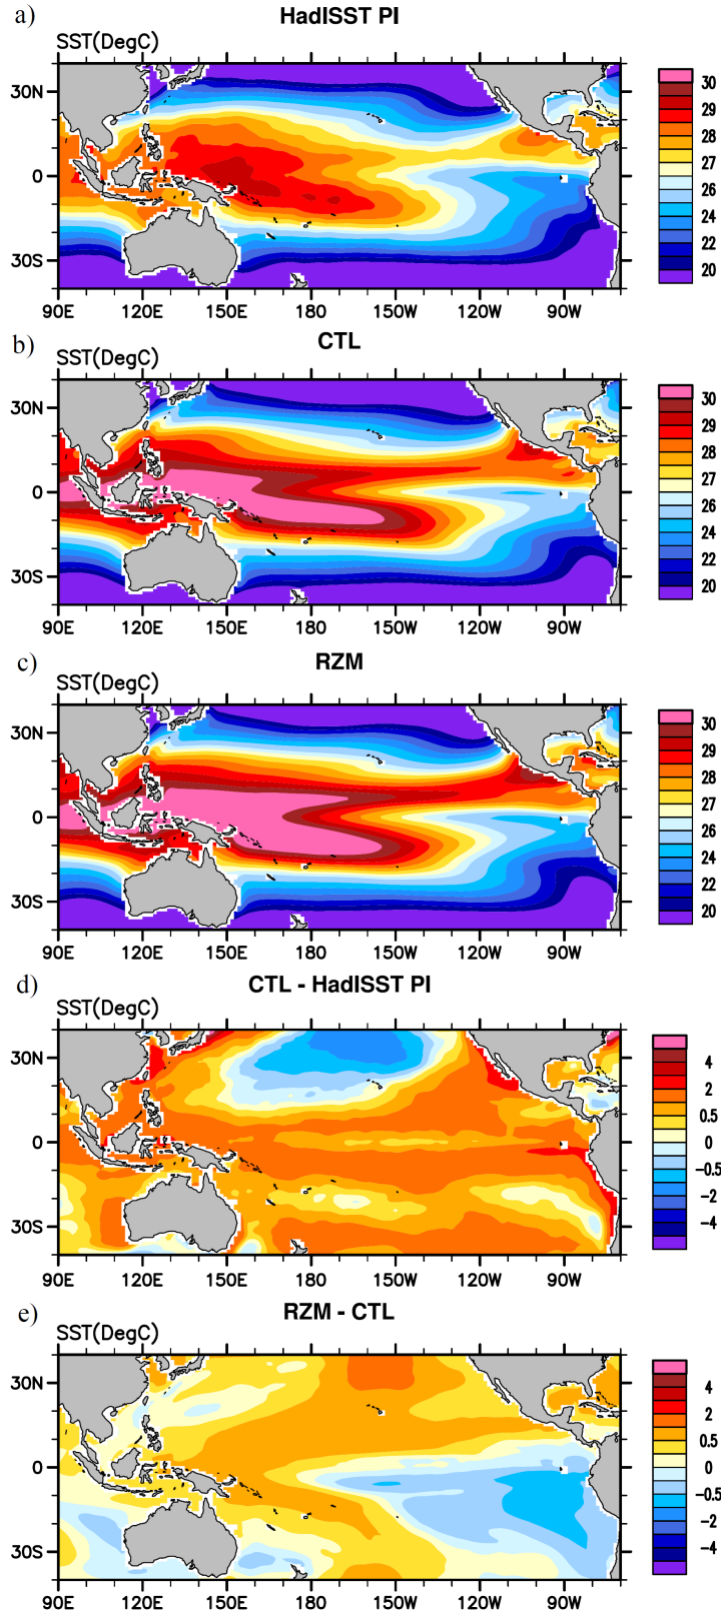 a)
HadISST PI
SST(DegC)
30N
0
30S
90E 120E 150E 180 150W 120W 90W
30
29
28
27
26
24
22
20
b)
CTL
SST(DegC)
30N
0
30S
90E 120E 150E 180 150W 120W 90W
30
29
28
27
26
24
22
20
c)
RZM
SST(DegC)
30N
0
30S
90E 120E 150E 180 150W 120W 90W
30
29
28
27
26
24
22
20
d)
CTL - HadISST PI
SST(DegC)
30N
0
30S
90E 120E 150E 180 150W 120W 90W
4
2
0.5
0
-0.5
-2
-4
e)
RZM - CTL
SST(DegC)
30N
0
30S
90E 120E 150E 180 150W 120W 90W
4
2
0.5
0
-0.5
-2
-4